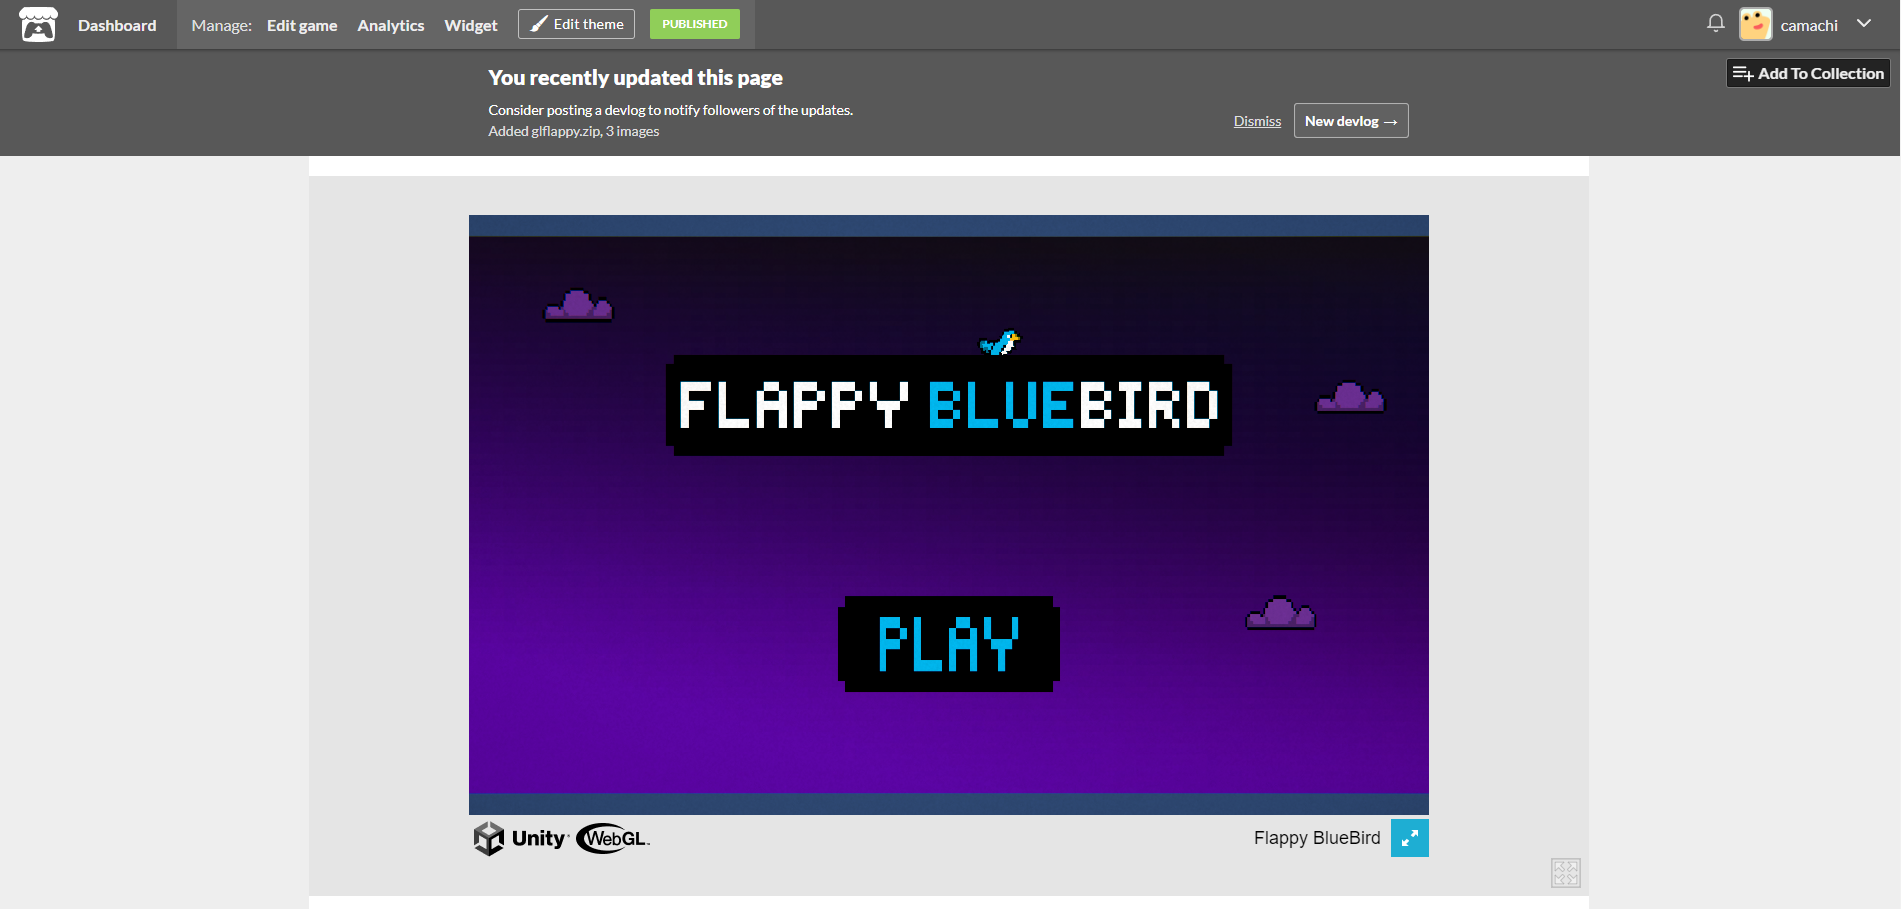 Dashboard Manage: Edit game Analytics Widget Edit theme PUBLISHED camachi
You recently updated this page
Add To Collection
Consider posting a devlog to notify followers of the updates.
Added glflappy.zip, 3 images
Dismiss New devlog →
FLAPPY BLUEBIRD
PLAY
Unity WebGL Flappy BlueBird